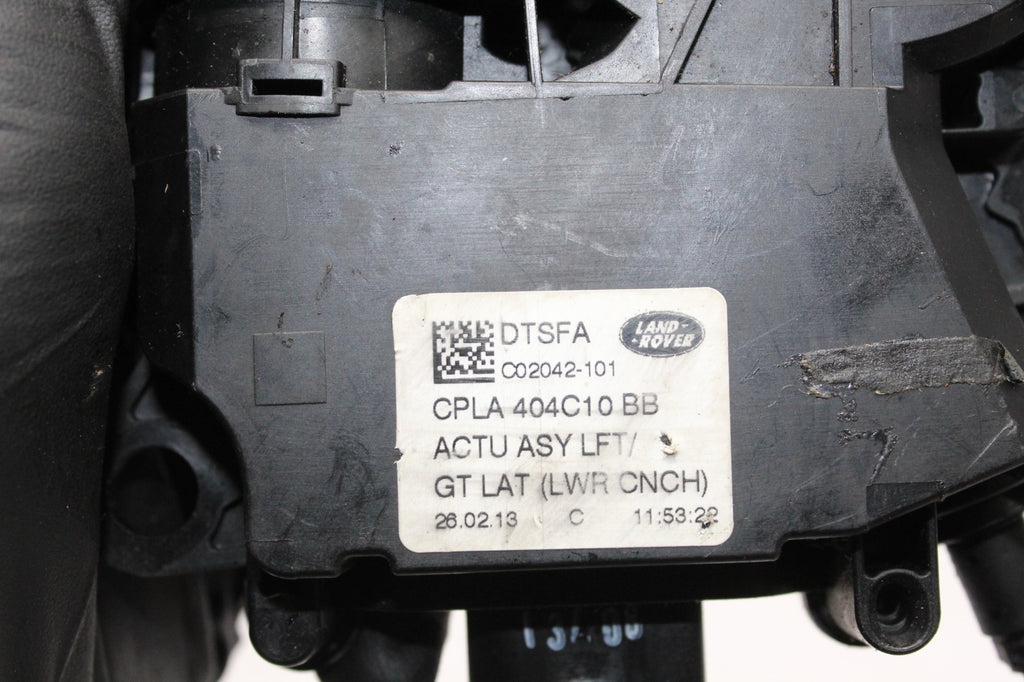 DTSFA
LAND-
ROVER
C02042-101
CPLA 404C10 BB
ACTU ASY LFT/
GT LAT (LWR CNCH)
26.02.13 C 11:53:22